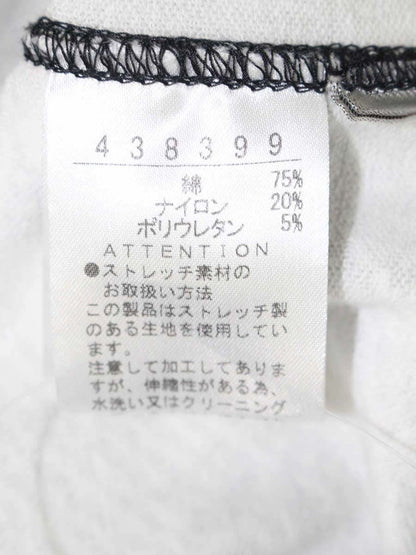 438399
綿 75%
ナイロン 20%
ポリウレタン 5%
ATTENTION
●ストレッチ素材の
お取扱い方法
この製品はストレッチ製
のある生地を使用してい
ます。
注意して加工してありま
すが、伸縮性がある為、
水洗い又はクリーニング